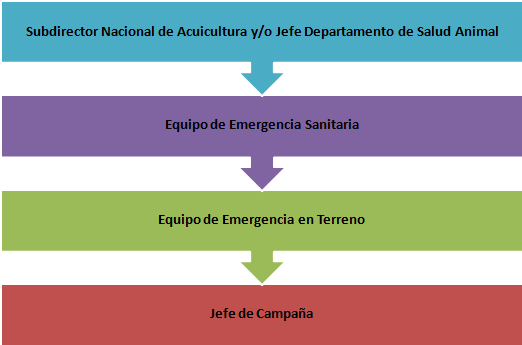 Subdirector Nacional de Acuicultura y/o Jefe Departamento de Salud Animal
Equipo de Emergencia Sanitaria
Equipo de Emergencia en Terreno
Jefe de Campaña